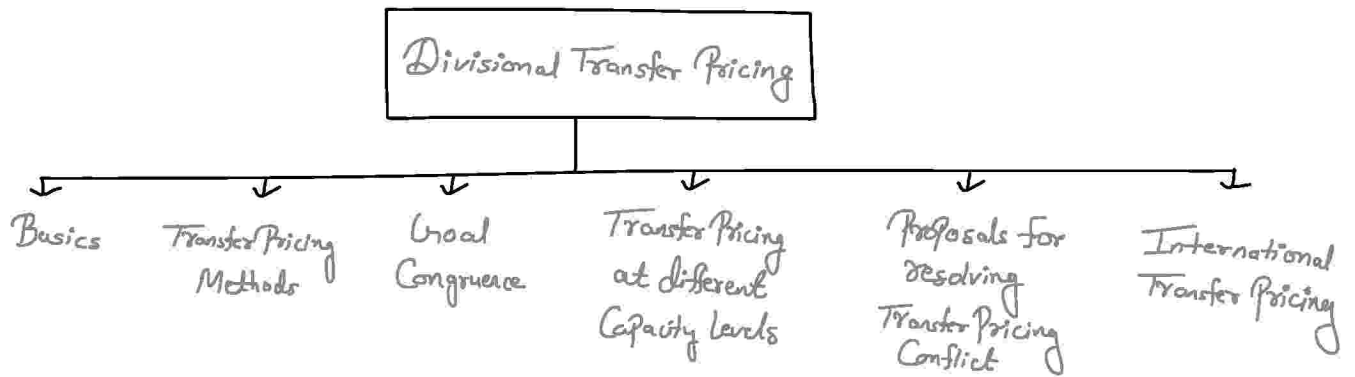 Divisional Transfer Pricing
Basics
Transfer Pricing
Methods
Goal
Congruence
Transfer Pricing
at different
Capacity Levels
Proposals for
resolving
Transfer Pricing
Conflict
International
Transfer Pricing